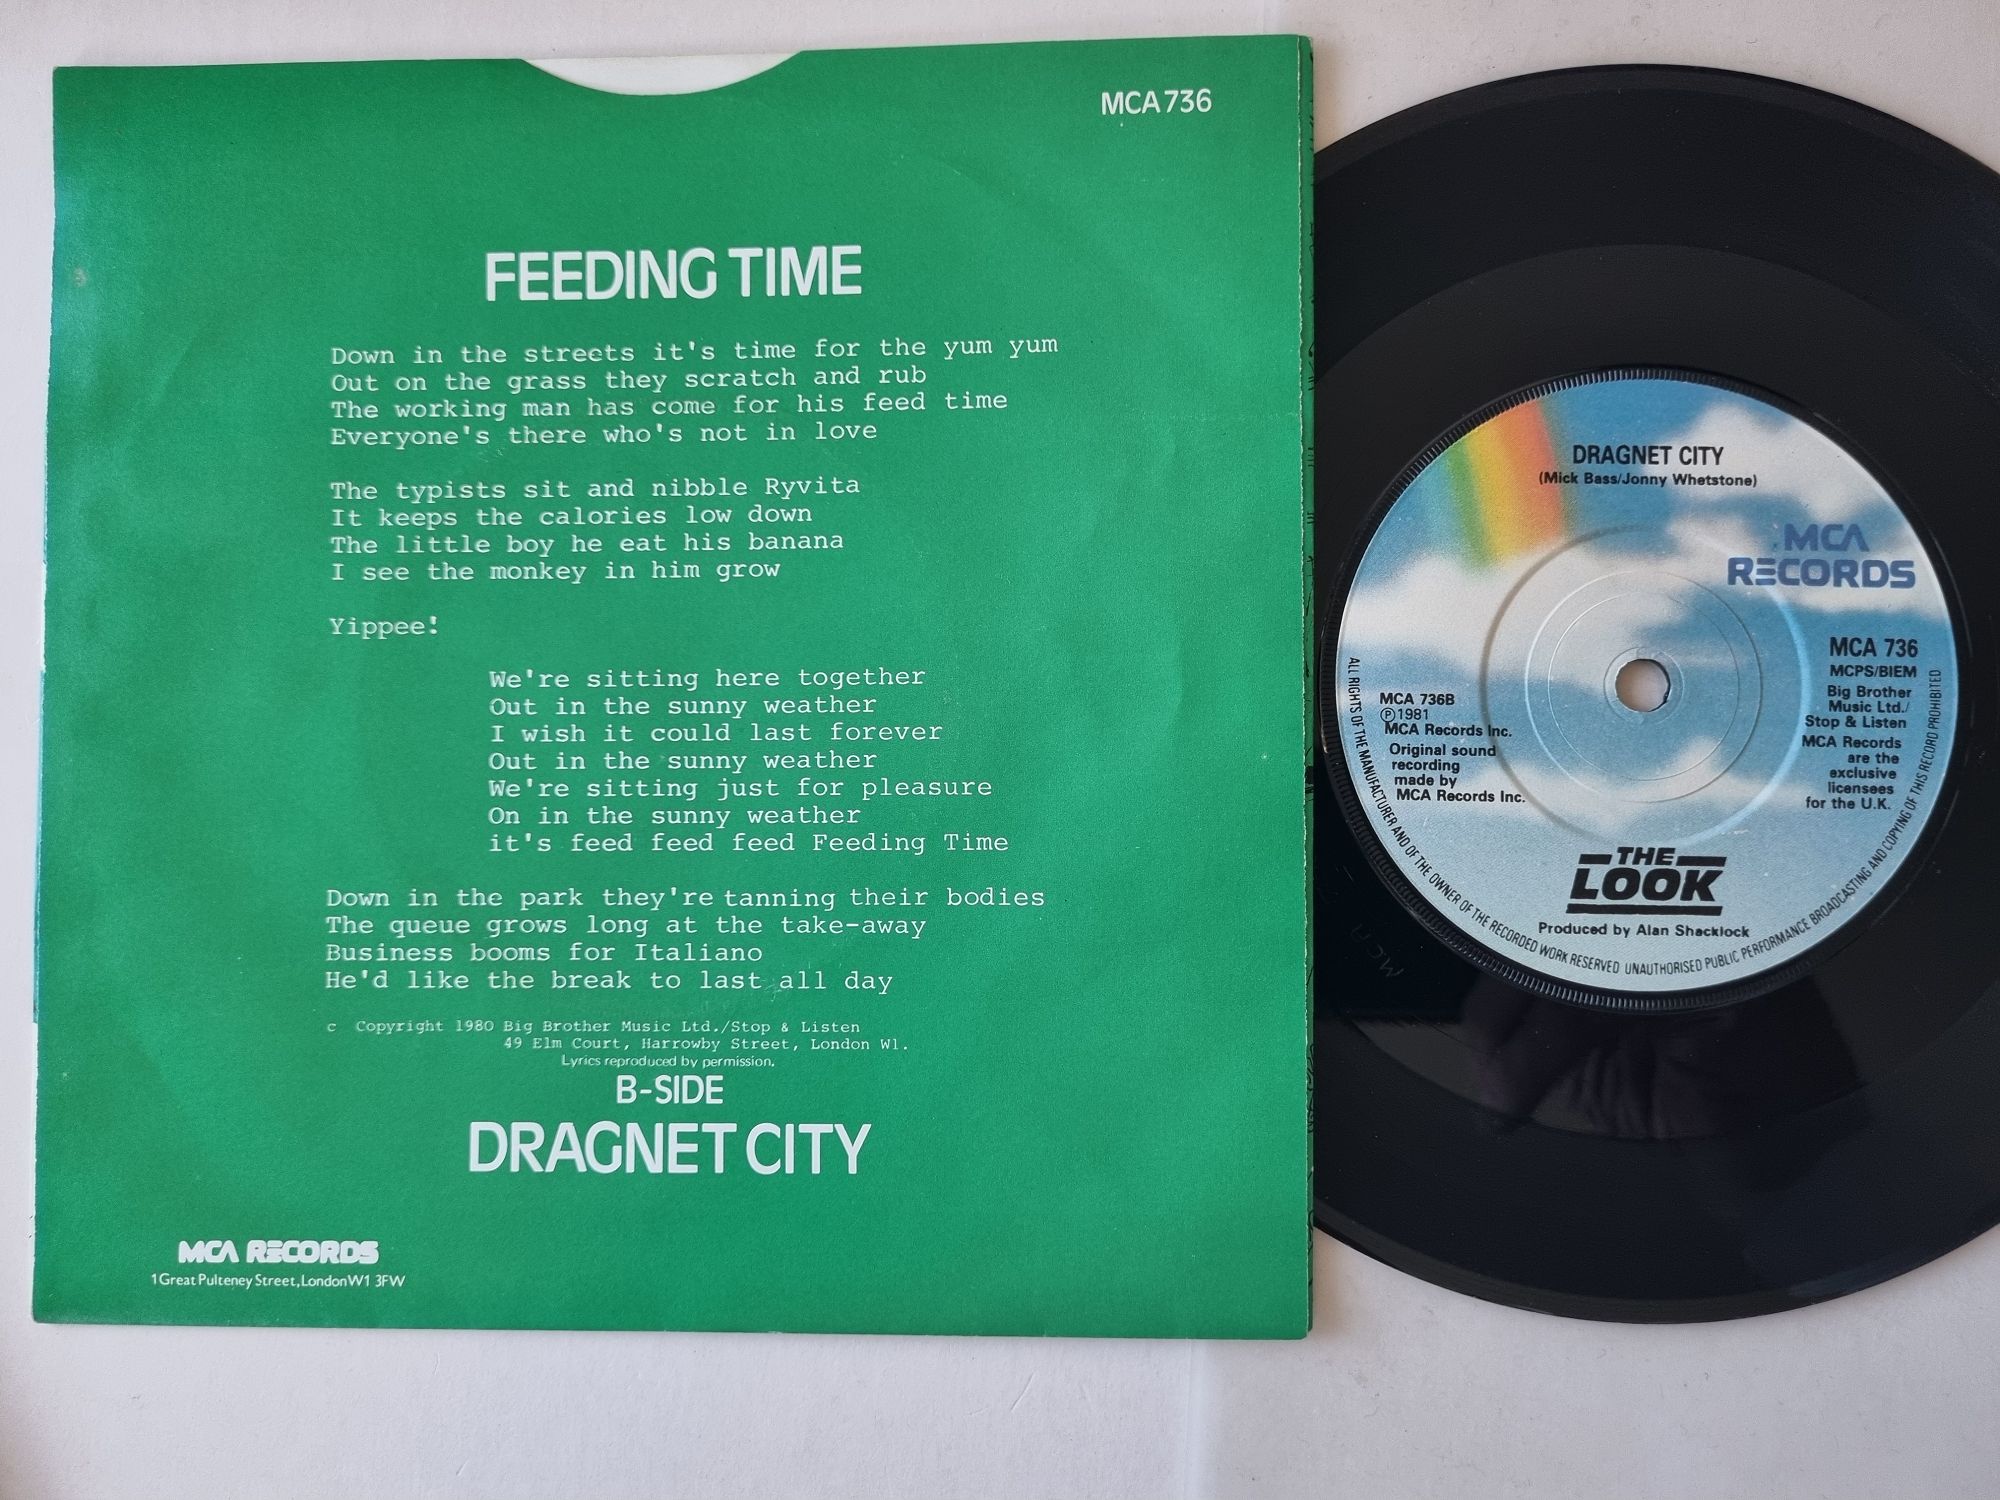 MCA 736
FEEDING TIME
Down in the streets it's time for the yum yum
Out on the grass they scratch and rub
The working man has come for his feed time
Everyone's there who's not in love
The typists sit and nibble Ryvita
It keeps the calories low down
The little boy he eat his banana
I see the monkey in him grow
Yippee!
We're sitting here together
Out in the sunny weather
I wish it could last forever
Out in the sunny weather
We're sitting just for pleasure
On in the sunny weather
it's feed feed feed Feeding Time
Down in the park they're tanning their bodies
The queue grows long at the take-away
Business booms for Italiano
He'd like the break to last all day
c Copyright 1980 Big Brother Music Ltd./Stop & Listen
49 Elm Court, Harrowby Street, London W1.
Lyrics reproduced by permission.
B-SIDE
DRAGNET CITY
MCA RECORDS
1 Great Pulteney Street, London W1 3FW
DRAGNET CITY
(Mick Bass/Jonny Whetstone)
MCA
RECORDS
MCA 736
MCPS/BIEM
Big Brother
Music Ltd./
Stop & Listen
MCA Records
are the
exclusive
licensees
for the U.K.
MCA 736B
Ⓟ1981
MCA Records Inc.
Original sound
recording
made by
MCA Records Inc.
THE
LOOK
Produced by Alan Shacklock
ALL RIGHTS OF THE MANUFACTURER AND OF THE OWNER OF THE RECORDED WORK RESERVED UNAUTHORISED PUBLIC PERFORMANCE BROADCASTING AND COPYING OF THIS RECORD PROHIBITED
MCA